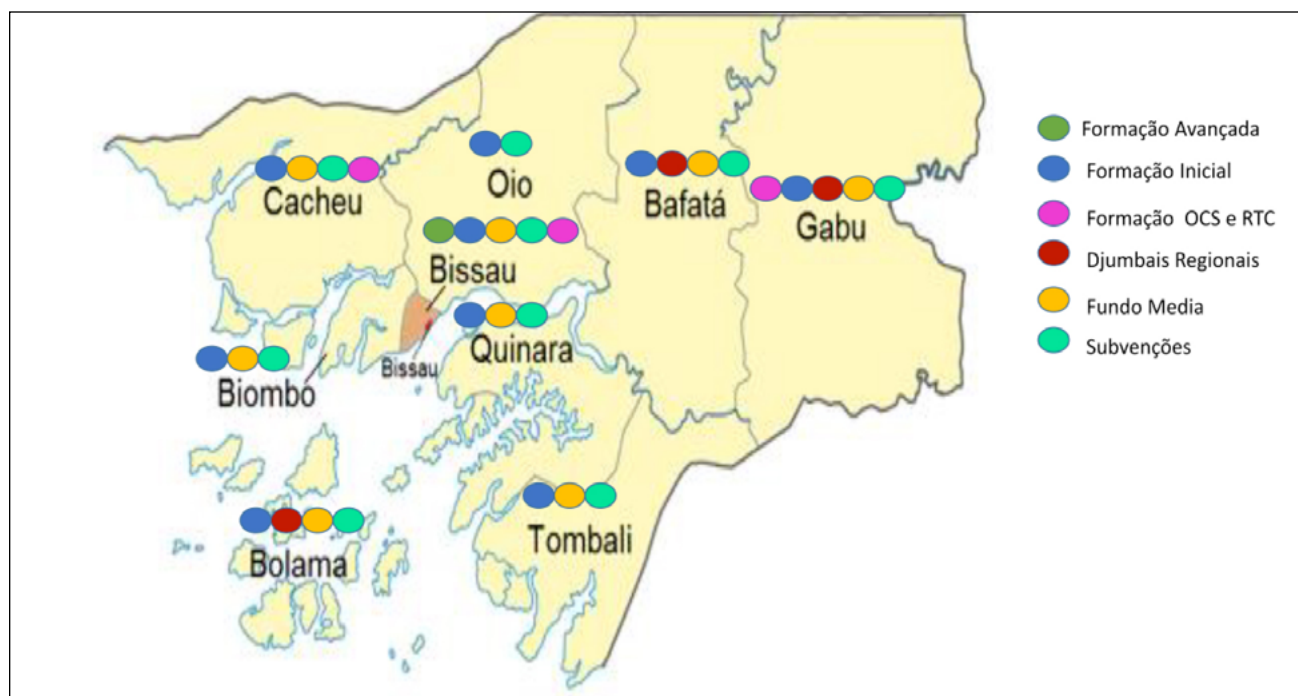 Cacheu
Oio
Bafatá
Gabu
Bissau
Quinara
Bissau
Biombo
Bolama
Tombali
Formação Avançada
Formação Inicial
Formação OCS e RTC
Djumbais Regionais
Fundo Media
Subvenções